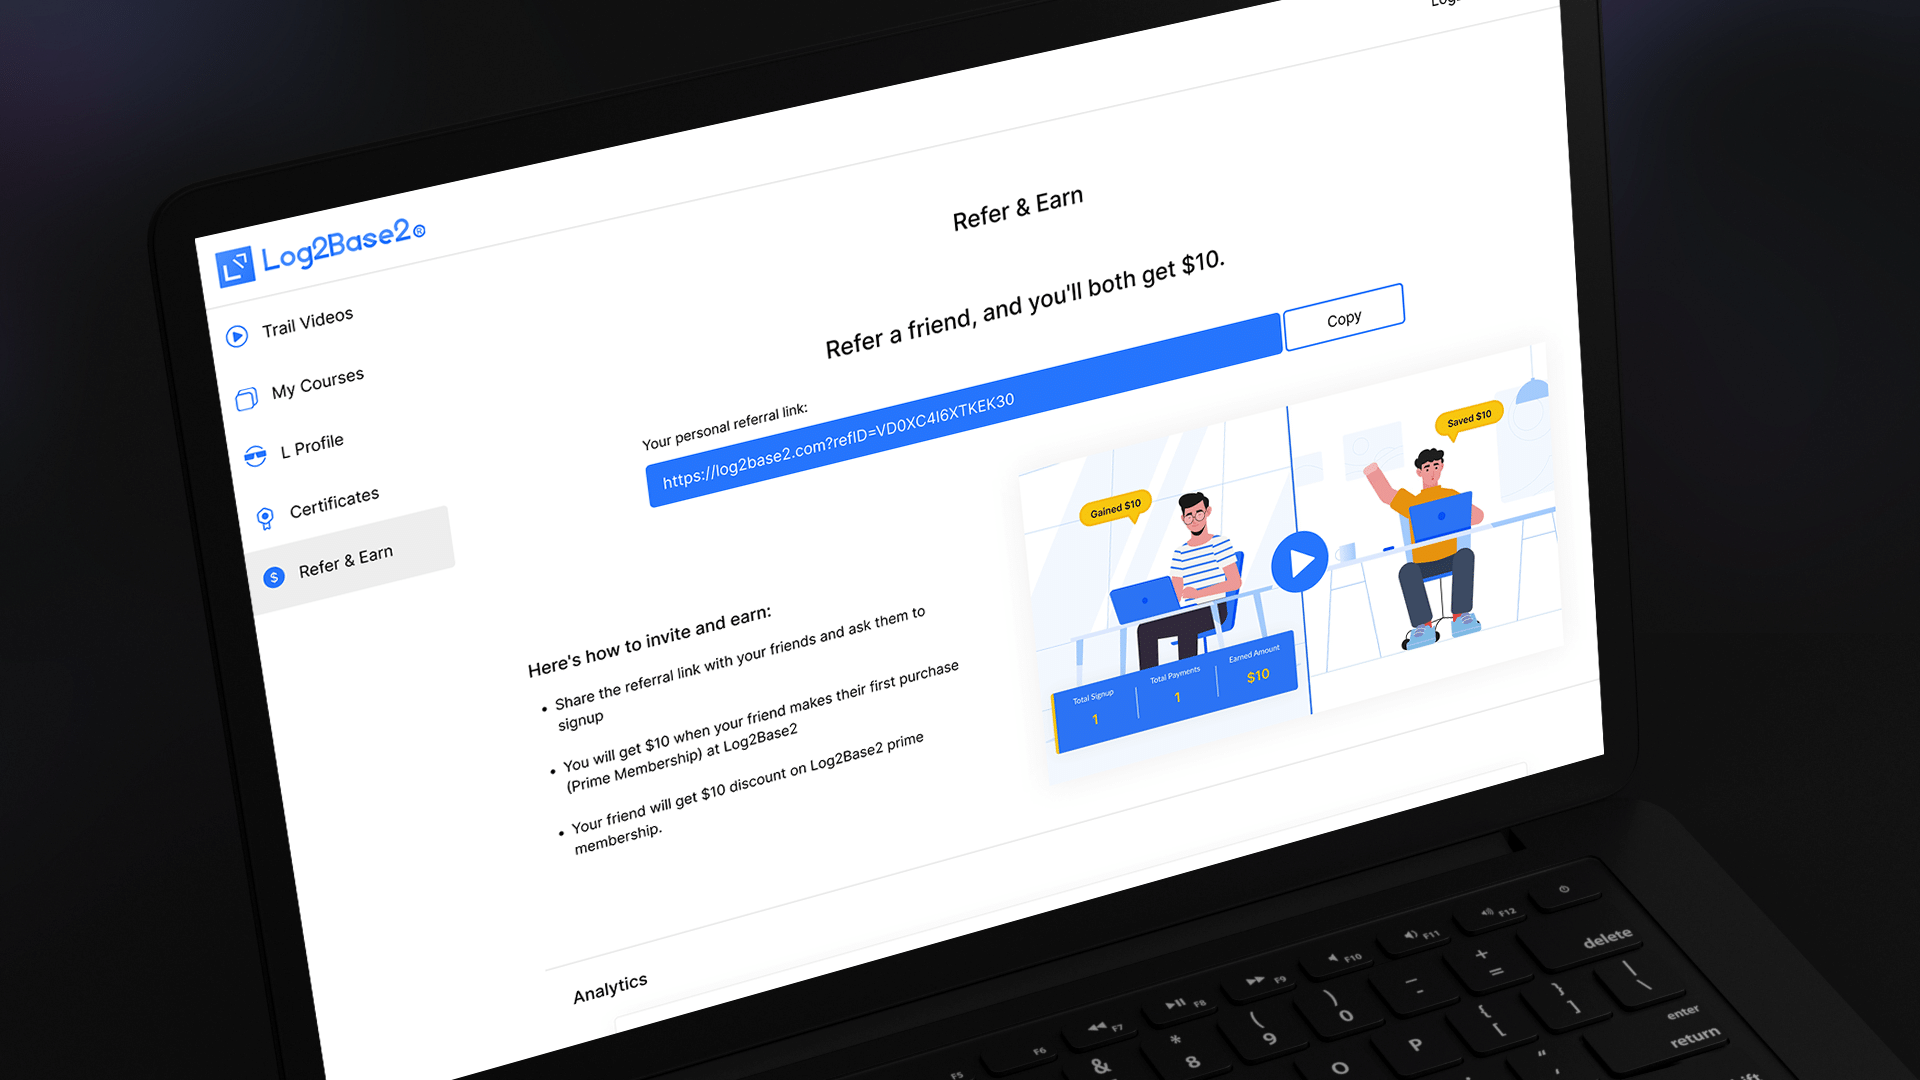 Log2Base2®
Trail Videos
My Courses
L Profile
Certificates
$
Refer & Earn
Refer & Earn
Refer a friend, and you'll both get $10.
Your personal referral link:
https://log2base2.com?refID=VD0XC4I6XTKEK30
Copy
Here's how to invite and earn:
• Share the referral link with your friends and ask them to
signup
• You will get $10 when your friend makes their first purchase
(Prime Membership) at Log2Base2
• Your friend will get $10 discount on Log2Base2 prime
membership.
Gained $10
Saved $10
Total Signup
1
Total Payments
1
Earned Amount
$10
Analytics
F5
F6
F7
F8
F9
F10
F11
F12
&
* 8
( 9
) 0
_ -
+ =
delete
O
P
{ [
} ]
| \
enter
return